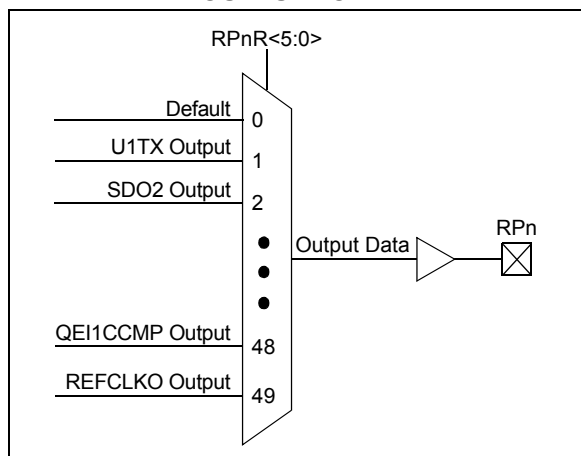 RPnR<5:0>
Default
0
U1TX Output
1
SDO2 Output
2
Output Data
RPn
QEI1CCMP Output
48
REFCLKO Output
49